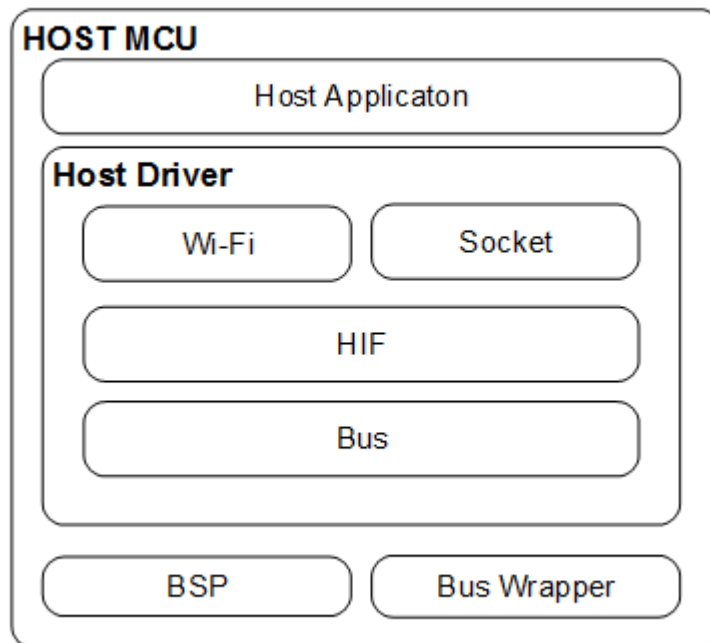 HOST MCU
Host Applicaton
Host Driver
Wi-Fi
Socket
HIF
Bus
BSP
Bus Wrapper